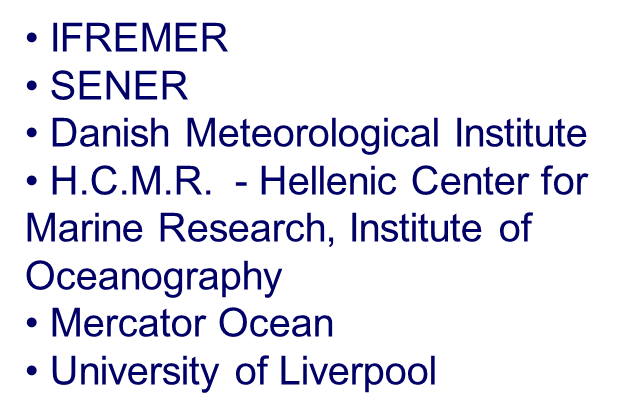 • IFREMER
• SENER
• Danish Meteorological Institute
• H.C.M.R.  - Hellenic Center for
Marine Research, Institute of
Oceanography
• Mercator Ocean
• University of Liverpool